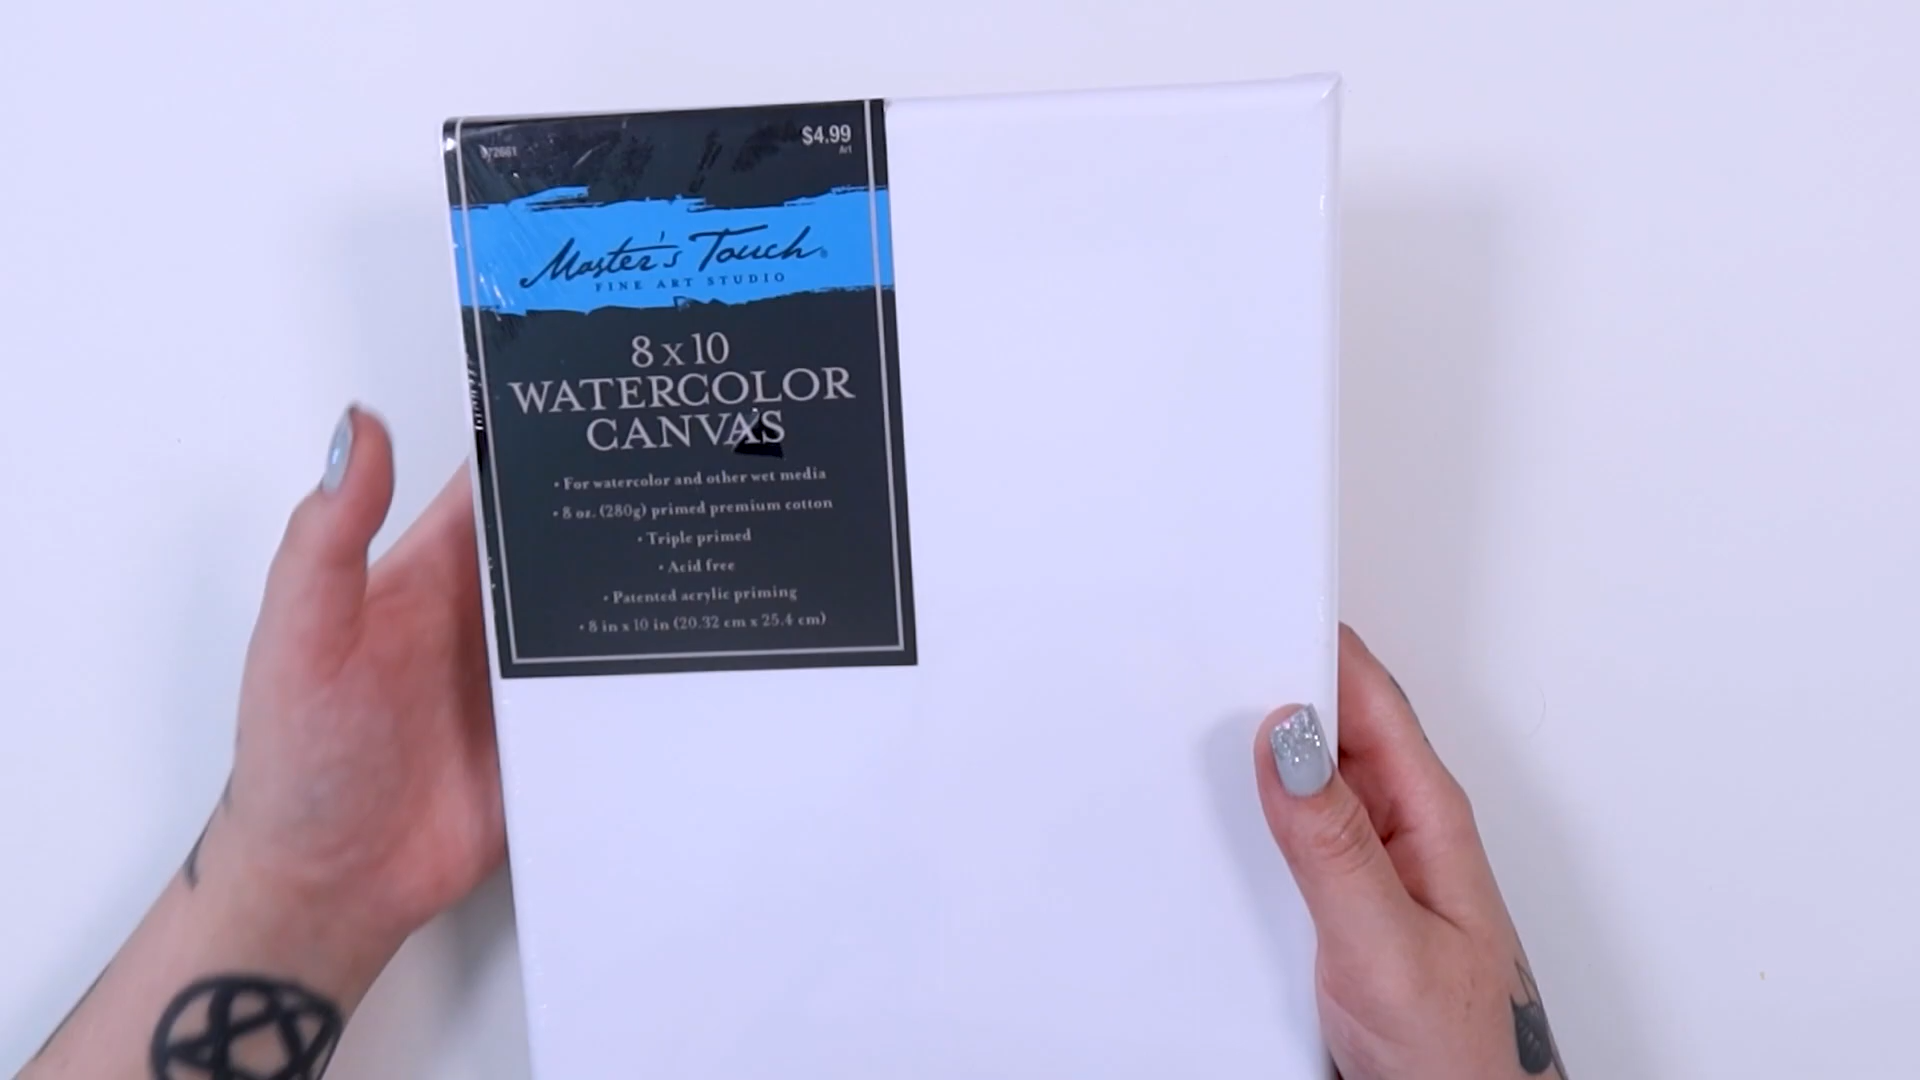 $4.99
Art
Master's Touch®
FINE ART STUDIO
8 x 10
WATERCOLOR
CANVAS
• For watercolor and other wet media
• 8 oz. (280g) primed premium cotton
• Triple primed
• Acid free
• Patented acrylic priming
• 8 in x 10 in (20.32 cm x 25.4 cm)